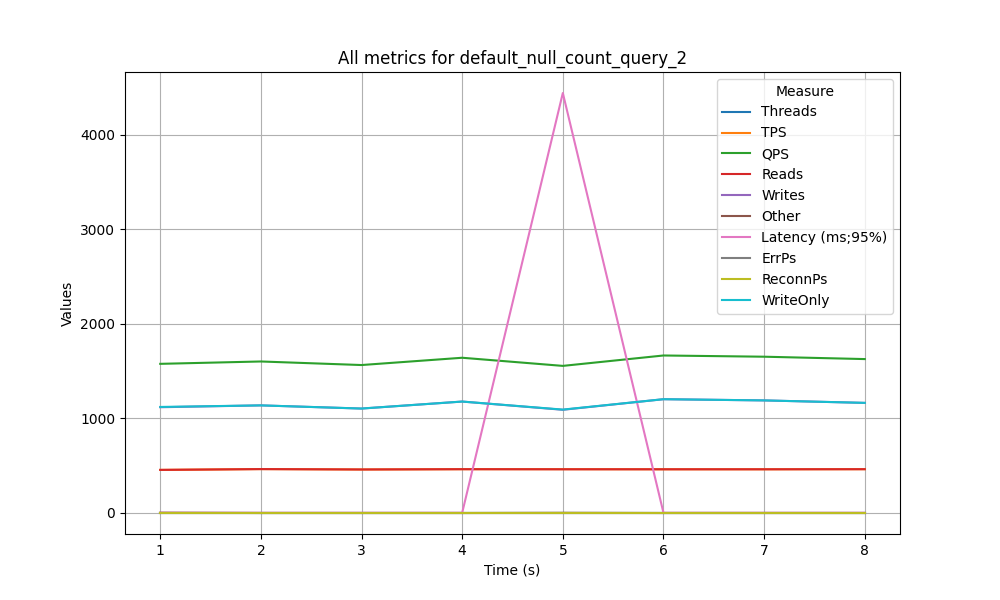 All metrics for default_null_count_query_2
Values
4000
3000
2000
1000
0
Measure
Threads
TPS
QPS
Reads
Writes
Other
Latency (ms;95%)
ErrPs
ReconnPs
WriteOnly
1 2 3 4 5 6 7 8
Time (s)